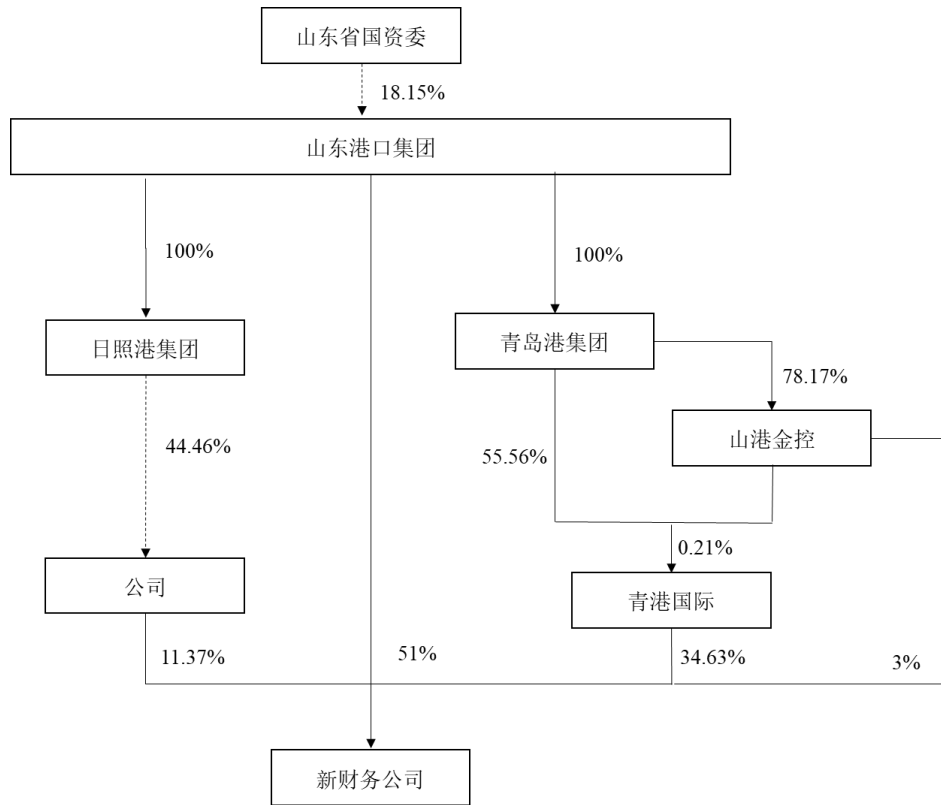 山东省国资委
18.15%
山东港口集团
100%
100%
日照港集团
青岛港集团
78.17%
山港金控
44.46%
55.56%
0.21%
公司
青港国际
11.37%
51%
34.63%
3%
新财务公司